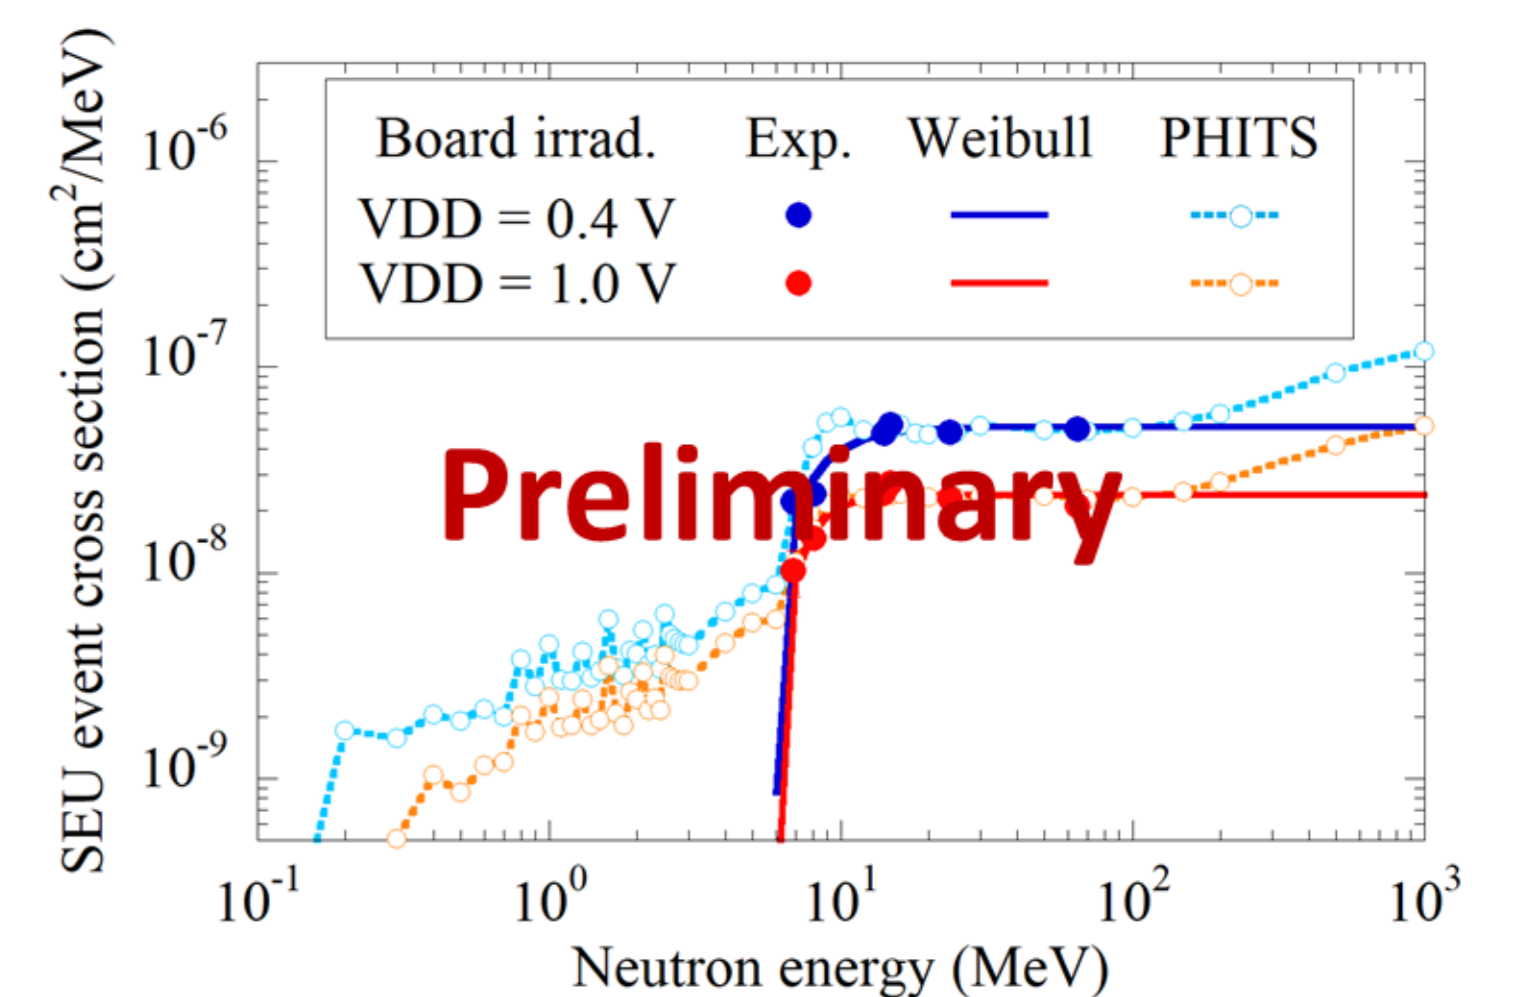 SEU event cross section (cm²/MeV)
10⁻⁶
10⁻⁷
10⁻⁸
10⁻⁹
Board irrad. Exp. Weibull PHITS
VDD = 0.4 V
VDD = 1.0 V
Preliminary
10⁻¹ 10⁰ 10¹ 10² 10³
Neutron energy (MeV)